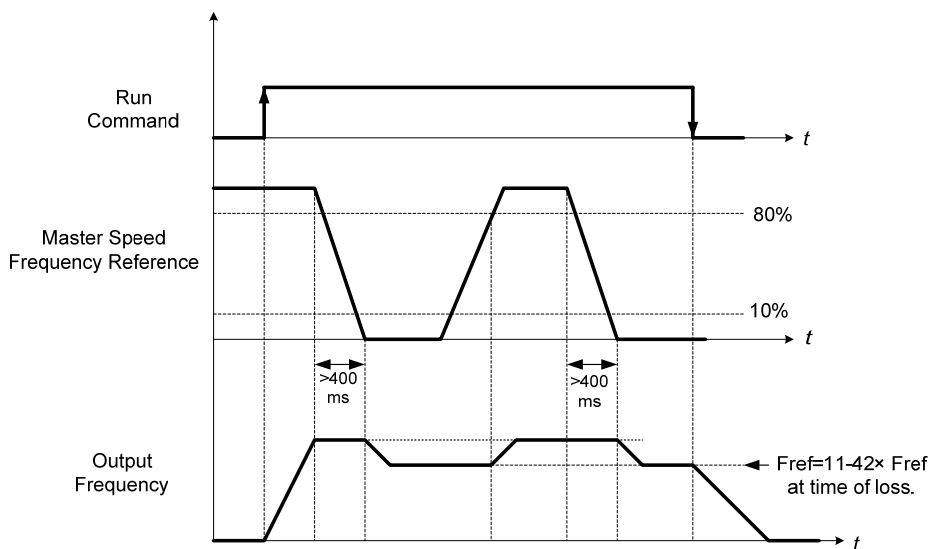 Run
Command
t
80%
Master Speed
Frequency Reference
10%
t
>400
ms
>400
ms
Output
Frequency
Fref=11-42× Fref
at time of loss.
t